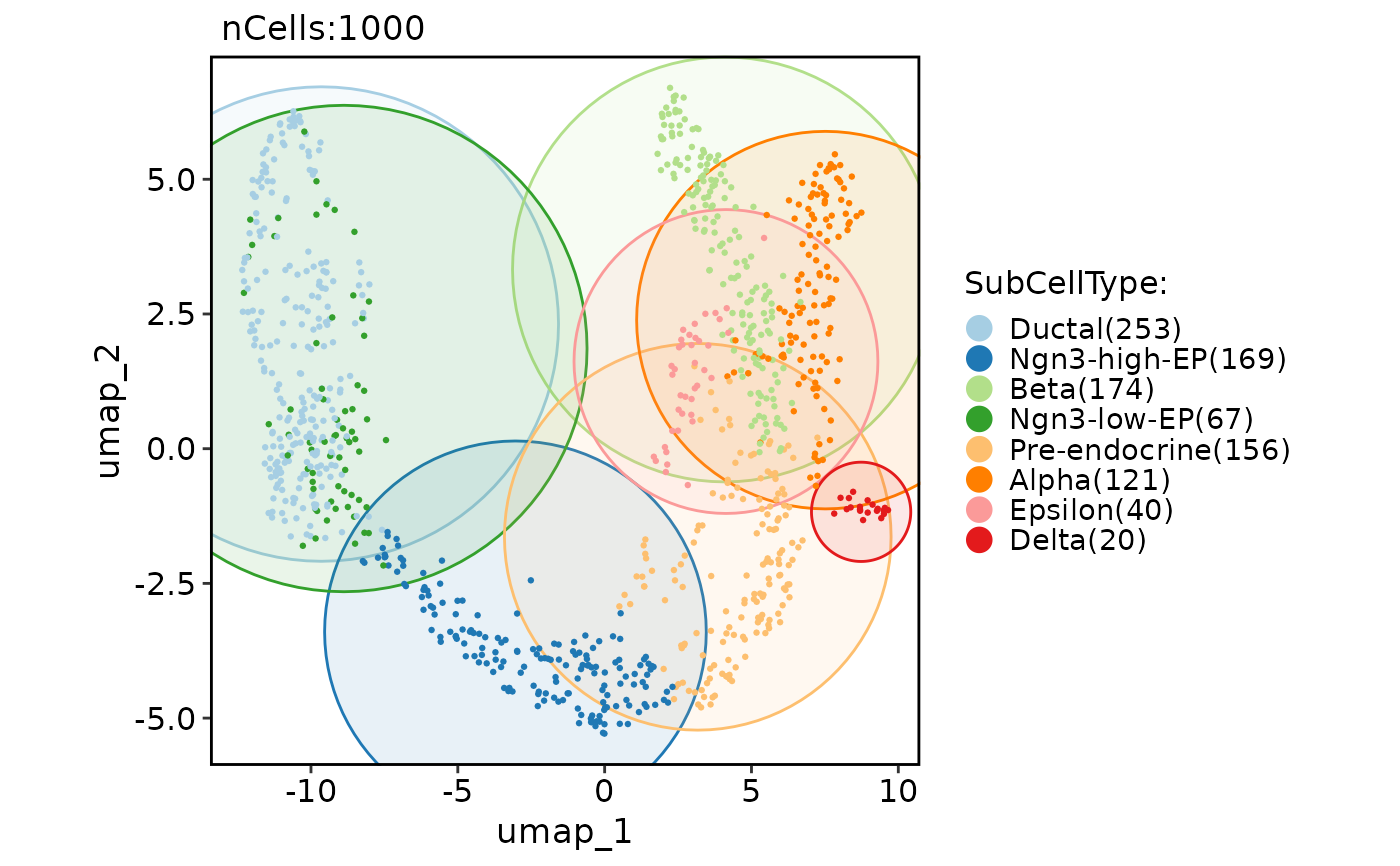 nCells:1000
umap_2
5.0
2.5
0.0
-2.5
-5.0
-10
-5
0
5
10
umap_1
SubCellType:
Ductal(253)
Ngn3-high-EP(169)
Beta(174)
Ngn3-low-EP(67)
Pre-endocrine(156)
Alpha(121)
Epsilon(40)
Delta(20)